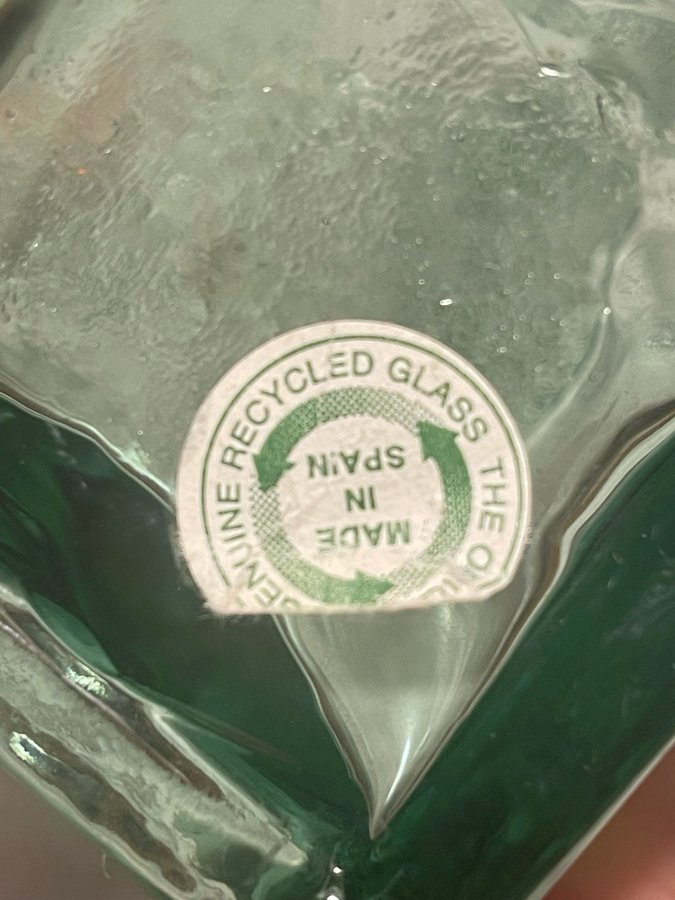 GENUINE RECYCLED GLASS THE
MADE
IN
SPAIN